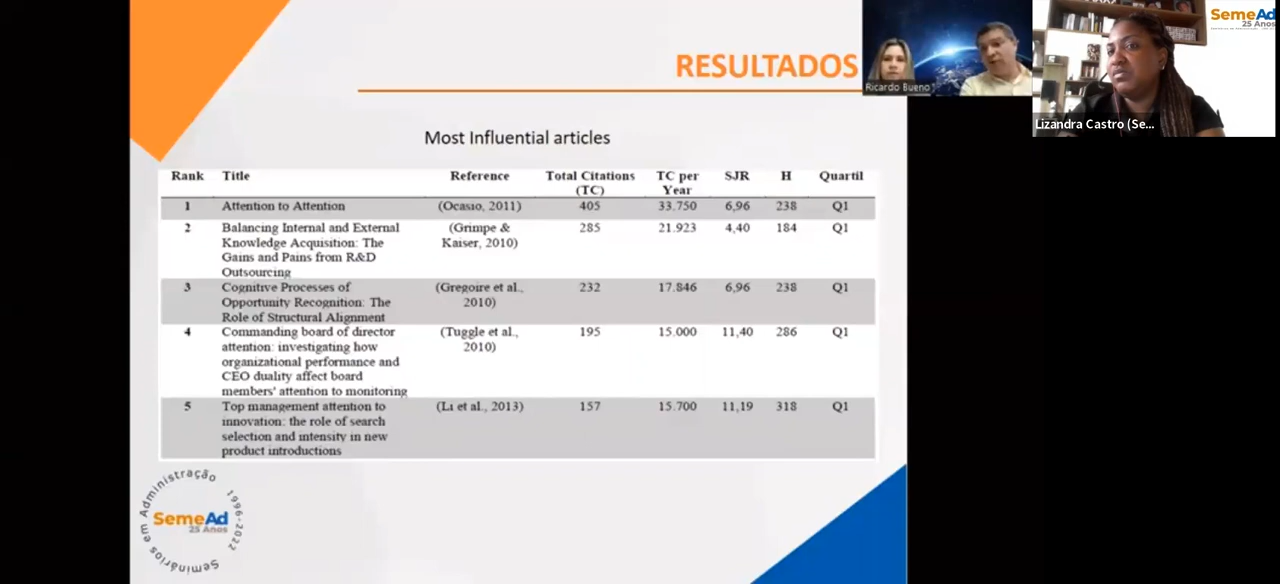 RESULTADOS
Ricardo Bueno
SemeAd
25 Anos
Lizandra Castro (Se...
Most Influential articles
Rank Title Reference Total Citations (TC) TC per Year SJR H Quartil
1 Attention to Attention (Ocasio, 2011) 405 33.750 6,96 238 Q1
2 Balancing Internal and External (Grimpe & 285 21.923 4,40 184 Q1
Knowledge Acquisition: The Kaiser, 2010)
Gains and Pains from R&D
Outsourcing
3 Cognitive Processes of (Gregoire et al., 232 17.846 6,96 238 Q1
Opportunity Recognition: The 2010)
Role of Structural Alignment
4 Commanding board of director (Tuggle et al., 195 15.000 11,40 286 Q1
attention: investigating how 2010)
organizational performance and
CEO duality affect board
members' attention to monitoring
5 Top management attention to (Li et al., 2013) 157 15.700 11,19 318 Q1
innovation: the role of search
selection and intensity in new
product introductions
Seminários em Administração 1996-2022
SemeAd
25 Anos